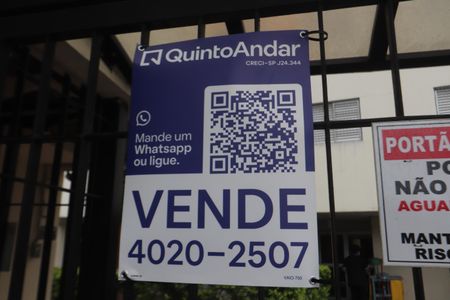 QuintoAndar
CRECI-SP J24.344
Mande um
Whatsapp
ou ligue.
VENDE
4020-2507
PORTÃ
PO
NÃO
AGUA
MANT
RISC